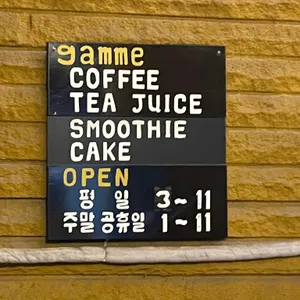 gamme
COFFEE
TEA JUICE
SMOOTHIE
CAKE
OPEN
평 일 3~11
주말 공휴일 1~11